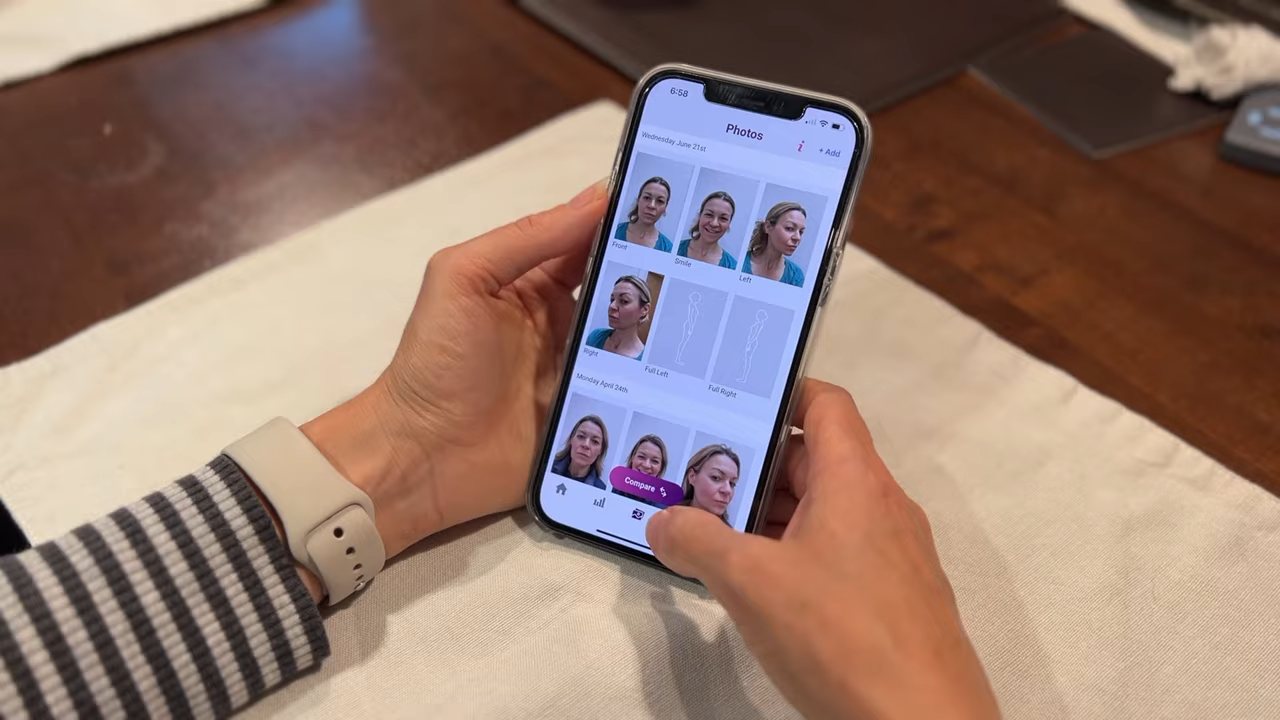 6:58
Photos
i
+ Add
Wednesday June 21st
Front
Smile
Left
Right
Full Left
Full Right
Monday April 24th
Compare